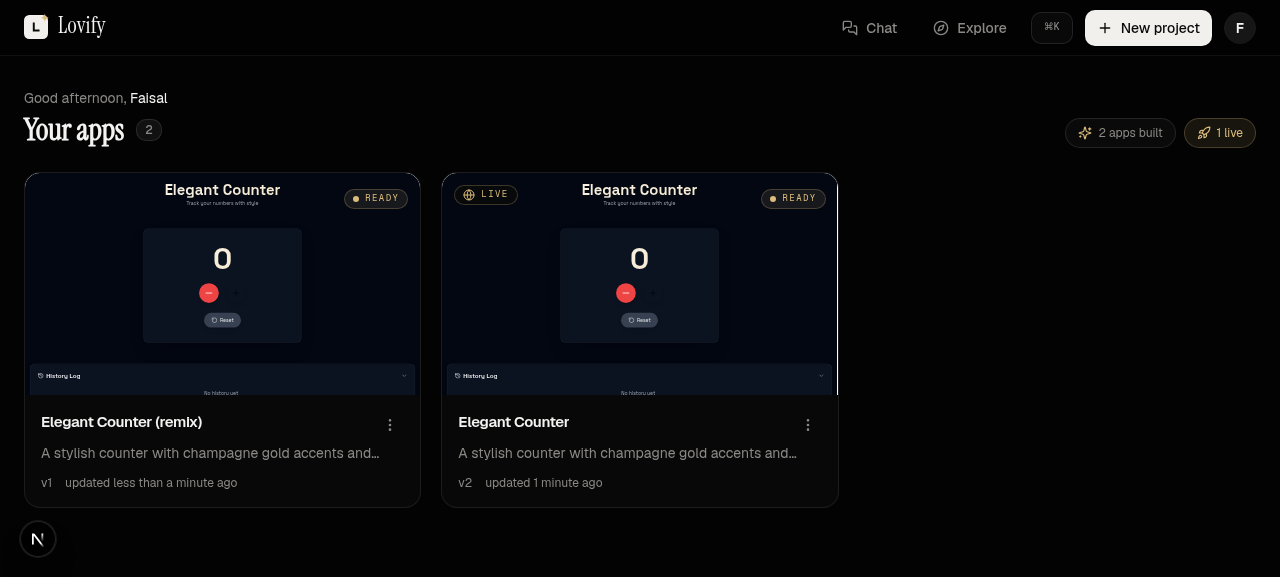 L Lovify
Chat
Explore
⌘K
+ New project
F
Good afternoon, Faisal
Your apps 2
2 apps built
1 live
Elegant Counter
Track your numbers with style
READY
0
Reset
History Log
No history yet
Elegant Counter (remix)
A stylish counter with champagne gold accents and...
v1 updated less than a minute ago
LIVE
Elegant Counter
Track your numbers with style
READY
0
Reset
History Log
No history yet
Elegant Counter
A stylish counter with champagne gold accents and...
v2 updated 1 minute ago
N